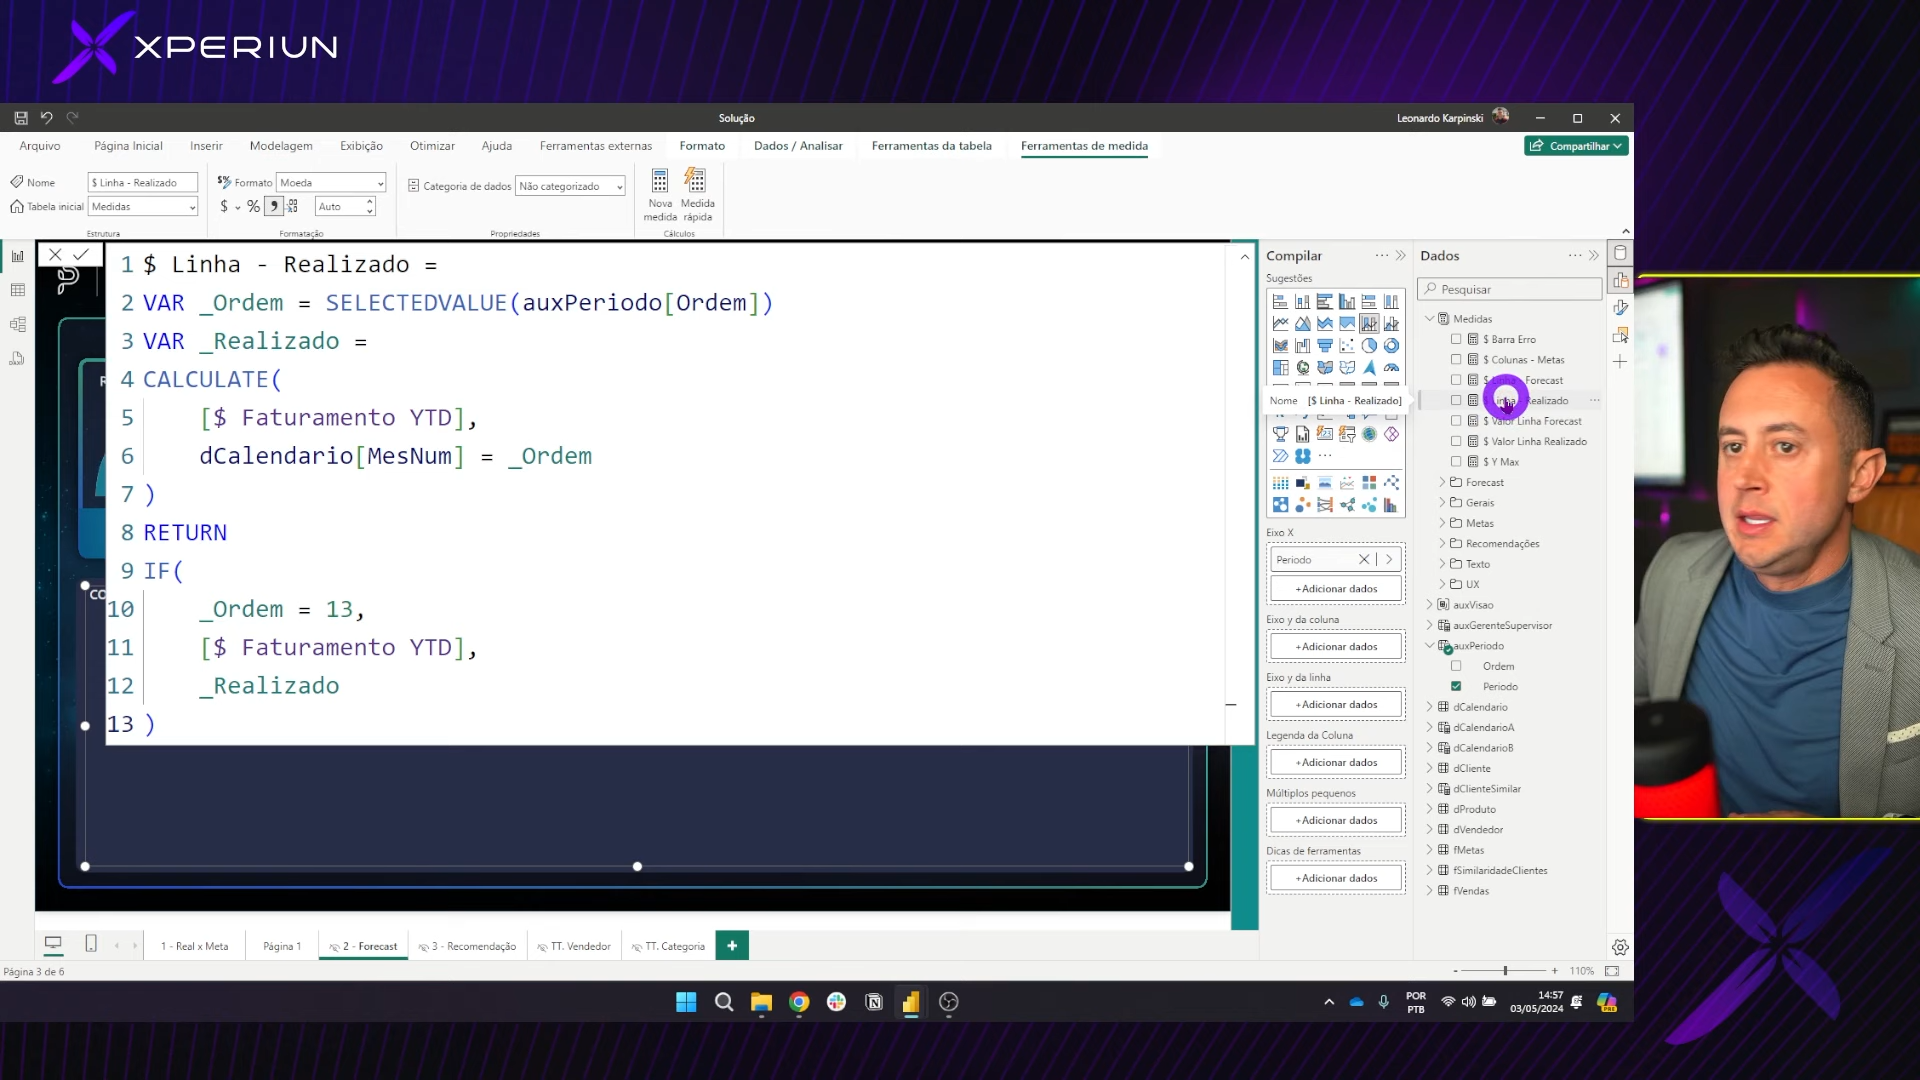 XPERIUN
Solução
Leonardo Karpinski
Arquivo
Página Inicial
Inserir
Modelagem
Exibição
Otimizar
Ajuda
Ferramentas externas
Formato
Dados / Analisar
Ferramentas da tabela
Ferramentas de medida
Compartilhar
Nome
$ Linha - Realizado
Tabela inicial
Medidas
Estrutura
Formato
Moeda
$
%
Auto
Formatação
Categoria de dados
Não categorizado
Propriedades
Nova medida
Medida rápida
Cálculos
1 $ Linha - Realizado =
2 VAR _Ordem = SELECTEDVALUE(auxPeriodo[Ordem])
3 VAR _Realizado =
4 CALCULATE(
5 [$ Faturamento YTD],
6 dCalendario[MesNum] = _Ordem
7 )
8 RETURN
9 IF(
10 _Ordem = 13,
11 [$ Faturamento YTD],
12 _Realizado
13 )
Compilar
Sugestões
Nome [$ Linha - Realizado]
Eixo X
Periodo
+Adicionar dados
Eixo y da coluna
+Adicionar dados
Eixo y da linha
+Adicionar dados
Legenda da Coluna
+Adicionar dados
Múltiplos pequenos
+Adicionar dados
Dicas de ferramentas
+Adicionar dados
Dados
Pesquisar
Medidas
$ Barra Erro
$ Colunas - Metas
$ Linha - Forecast
$ Linha - Realizado
$ Valor Linha Forecast
$ Valor Linha Realizado
$ Y Max
Forecast
Gerais
Metas
Recomendações
Texto
UX
auxVisao
auxGerenteSupervisor
auxPeriodo
Ordem
Periodo
dCalendario
dCalendarioA
dCalendarioB
dCliente
dClienteSimilar
dProduto
dVendedor
fMetas
fSimilaridadeClientes
fVendas
1 - Real x Meta
Página 1
2 - Forecast
3 - Recomendação
TT. Vendedor
TT. Categoria
Página 3 de 6
110%
POR
PTB
14:57
03/05/2024